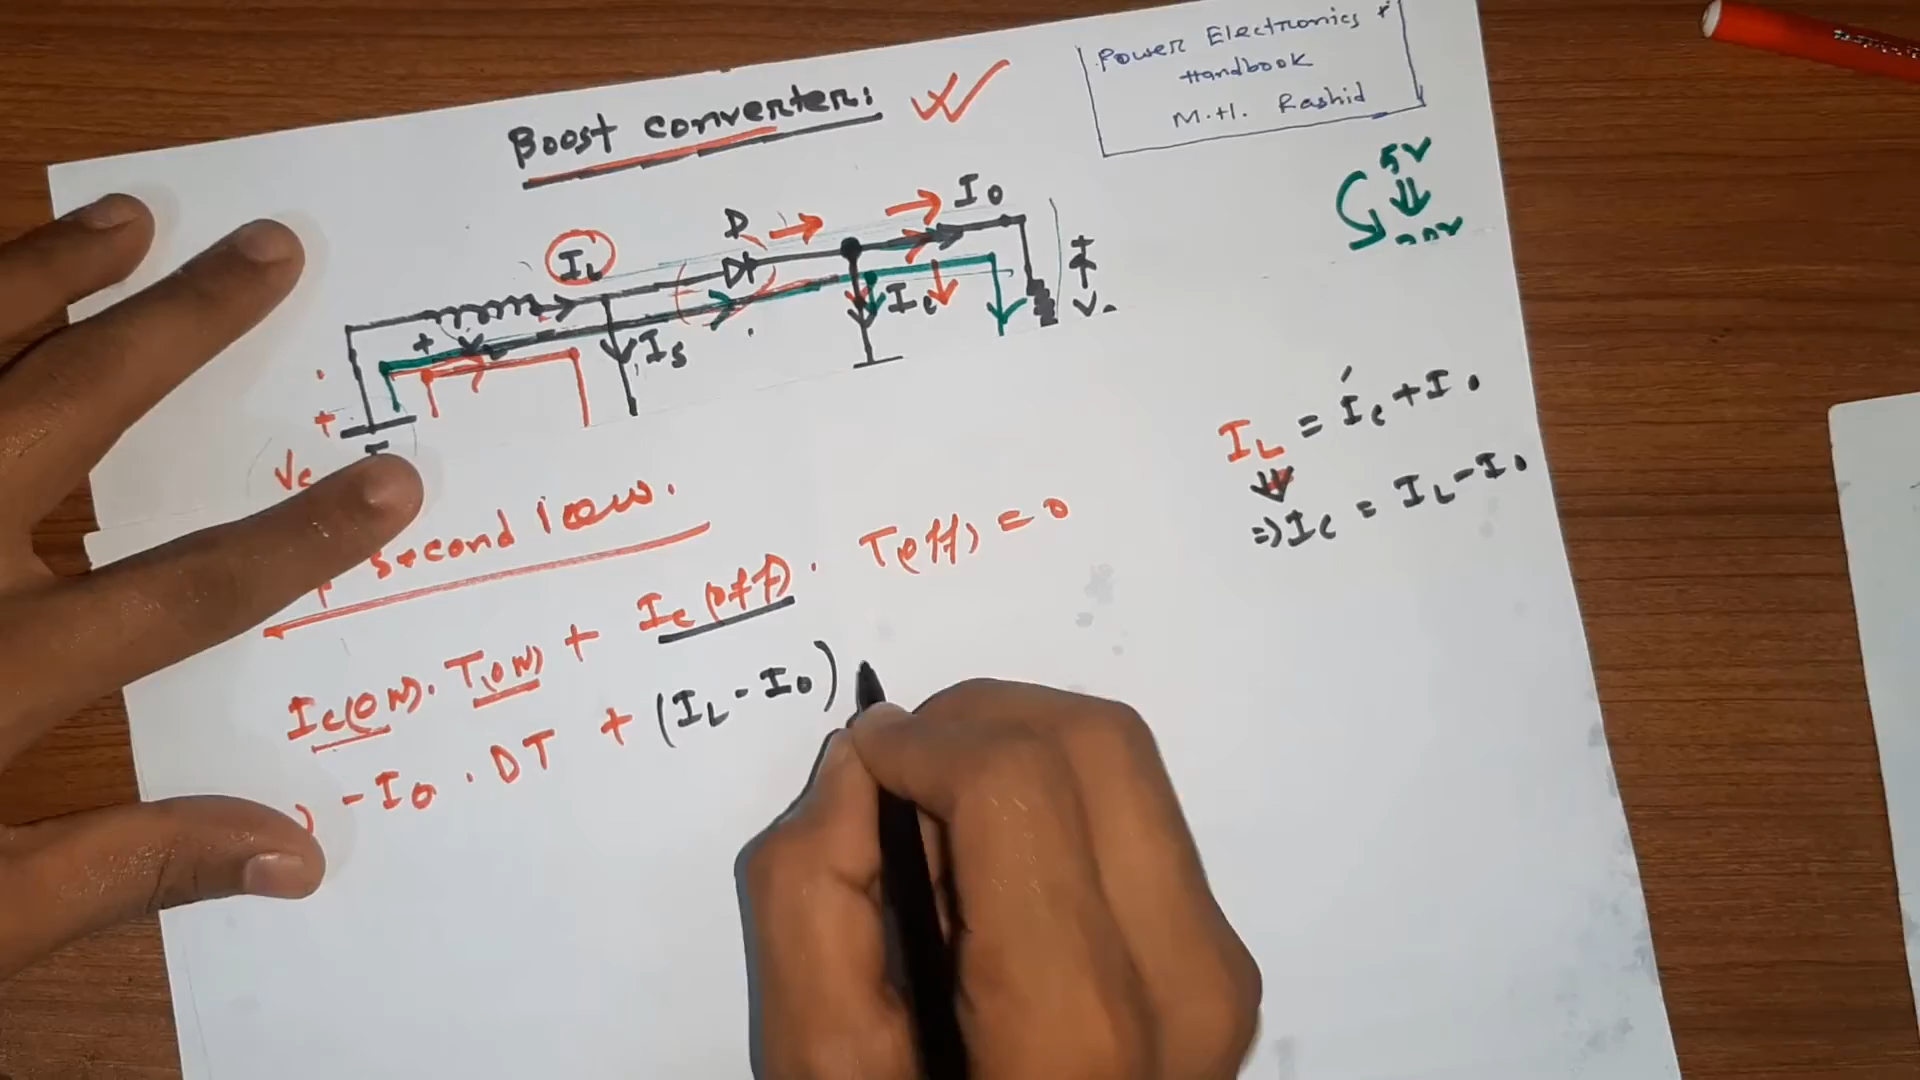 Power Electronics
Handbook
M.H. Rashid
Boost converter:
5V
IL
D
I0
IC
+
V
+
IS
+
IL = Ic + I0
⇒ Ic = IL - I0
second law.
Ic(ON). T(ON) + Ic(off). T(off) = 0
-I0 . DT + (IL - I0)